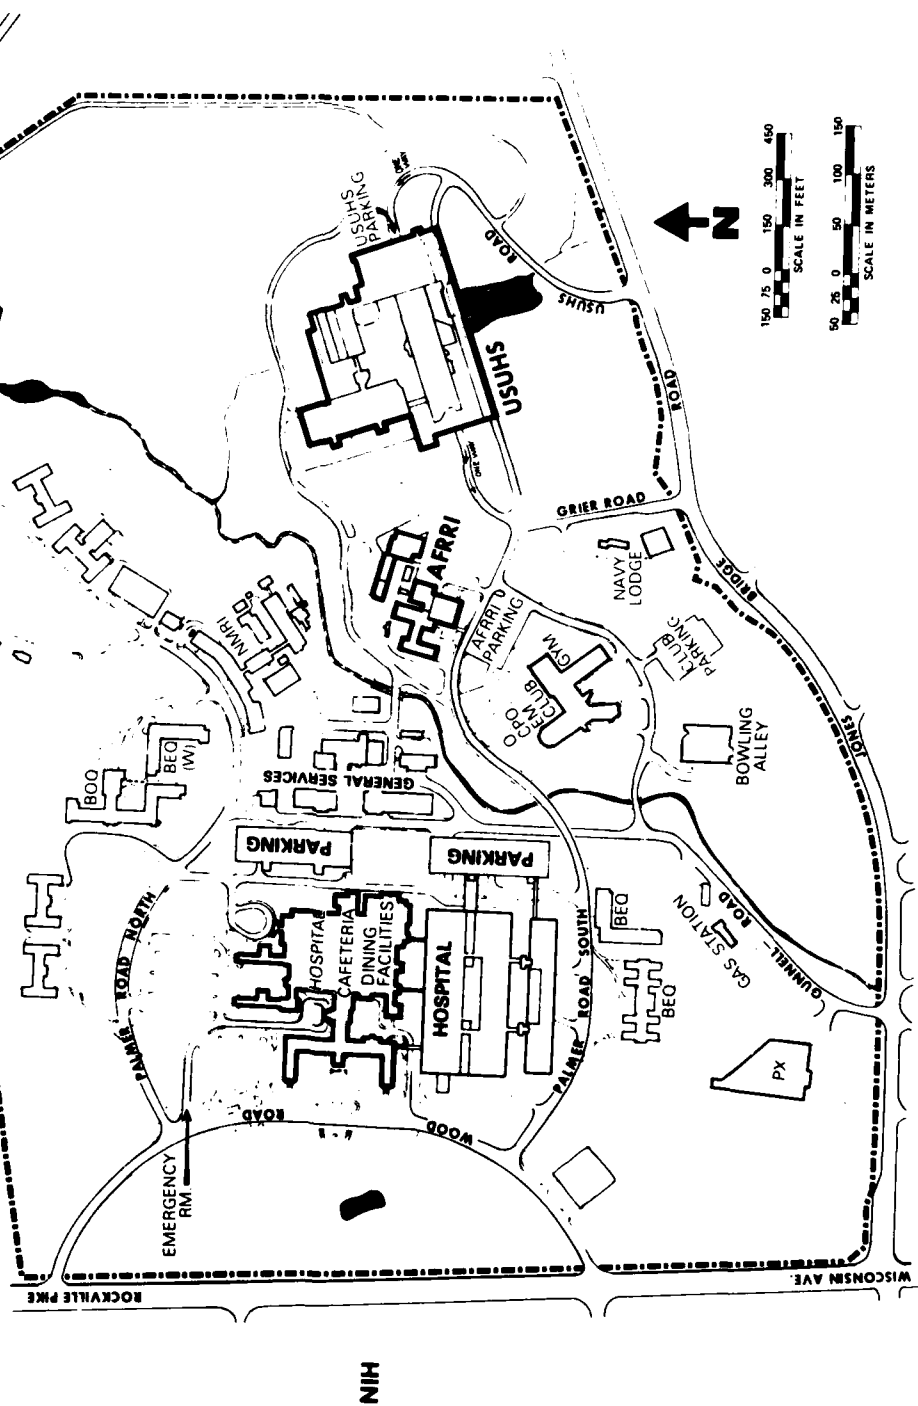 USUHS
PARKING
ONE
WAY
USUHS
ROAD
USUHS
ONE WAY
150 75 0 150 300 450
SCALE IN FEET
50 25 0 50 100 150
SCALE IN METERS
N
GRIER ROAD
ROAD
BRIDGE
JONES
AFRRI
NAVY
LODGE
NMRI
AFRRI
PARKING
O
CPO
EM
CLUB
GYM
CLUB
PARKING
BOWLING
ALLEY
BOQ
BEQ
(W)
GENERAL SERVICES
PARKING
PARKING
PALMER ROAD NORTH
HOSPITAL
CAFETERIA
DINING
FACILITIES
HOSPITAL
PALMER ROAD SOUTH
BEQ
BEQ
GAS STATION
GUNNELL
ROAD
PX
WOOD
ROAD
EMERGENCY
RM.
ROCKVILLE PIKE
WISCONSIN AVE.
NIH